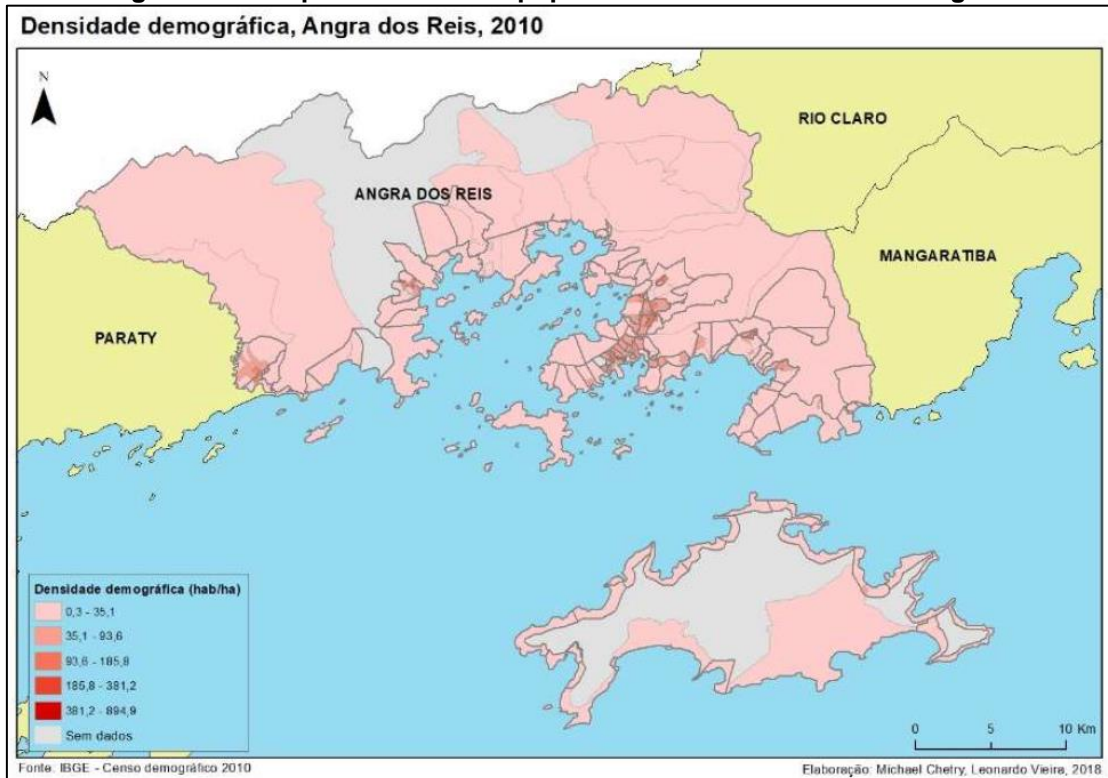 Densidade demográfica, Angra dos Reis, 2010
N
RIO CLARO
ANGRA DOS REIS
MANGARATIBA
PARATY
Densidade demográfica (hab/ha)
0,3 - 35,1
35,1 - 93,6
93,6 - 185,8
185,8 - 381,2
381,2 - 894,9
Sem dados
0 5 10 Km
Fonte. IBGE - Censo demográfico 2010
Elaboração: Michael Chetry, Leonardo Vieira, 2018